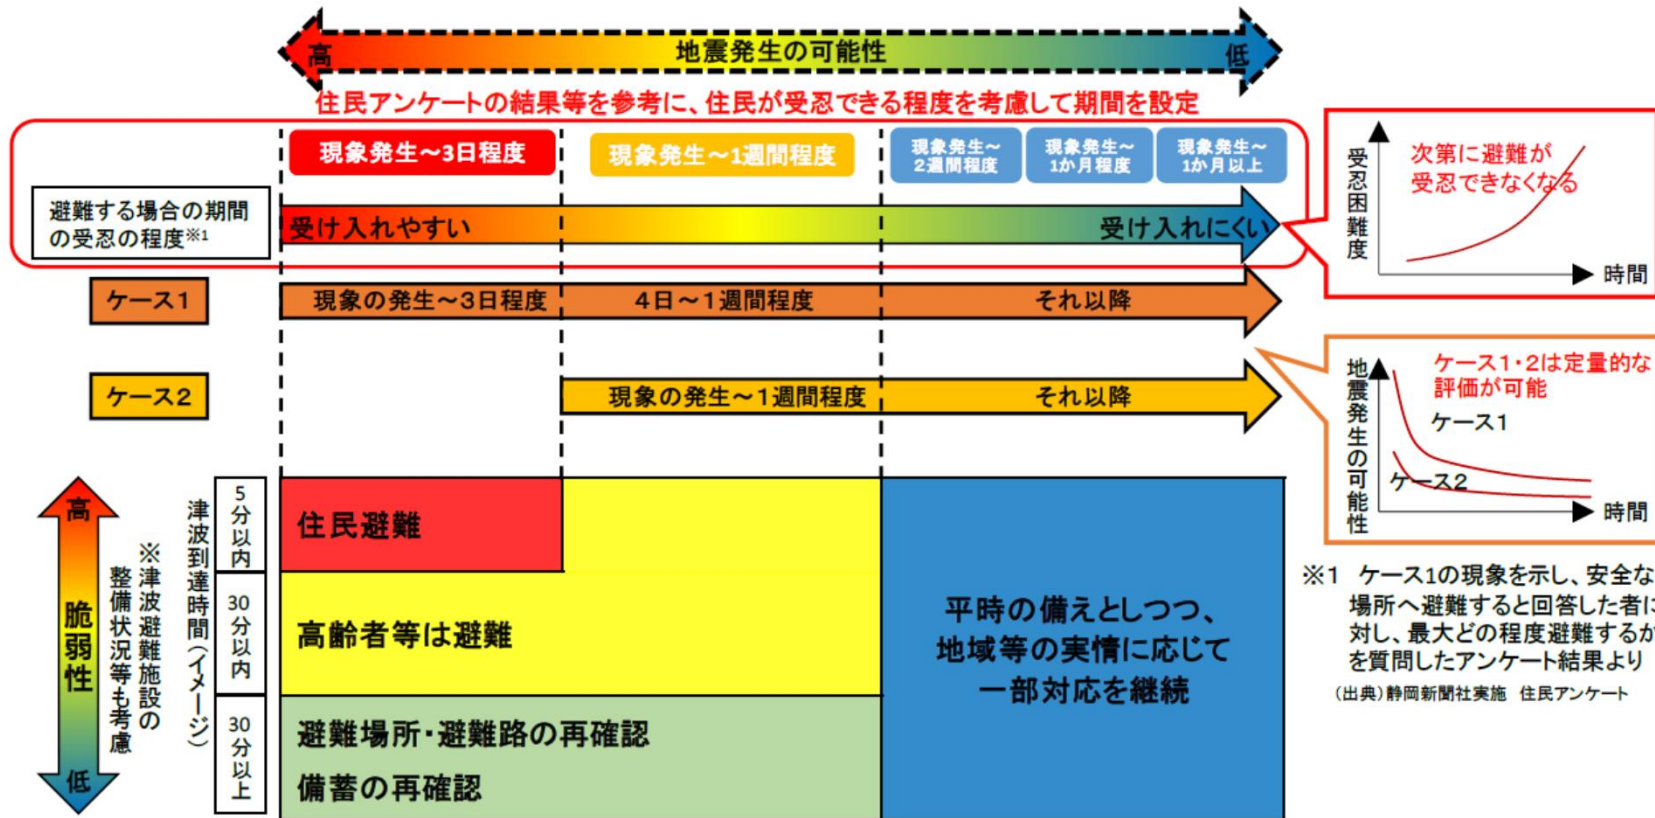 高
地震発生の可能性
低
住民アンケートの結果等を参考に、住民が受忍できる程度を考慮して期間を設定
現象発生～3日程度
現象発生～1週間程度
現象発生～
2週間程度
現象発生～
1か月程度
現象発生～
1か月以上
避難する場合の期間
の受忍の程度※1
受け入れやすい
受け入れにくい
受忍困難度
次第に避難が
受忍できなくなる
時間
ケース1
現象の発生～3日程度
4日～1週間程度
それ以降
ケース2
現象の発生～1週間程度
それ以降
地震発生の可能性
ケース1・2は定量的な
評価が可能
ケース1
ケース2
時間
高
脆弱性
低
※津波避難施設の
整備状況等も考慮
津波到達時間(イメージ)
5分以内
30分以内
30分以上
住民避難
高齢者等は避難
避難場所・避難路の再確認
備蓄の再確認
平時の備えとしつつ、
地域等の実情に応じて
一部対応を継続
※1 ケース1の現象を示し、安全な
場所へ避難すると回答した者に
対し、最大どの程度避難するか
を質問したアンケート結果より
(出典)静岡新聞社実施 住民アンケート